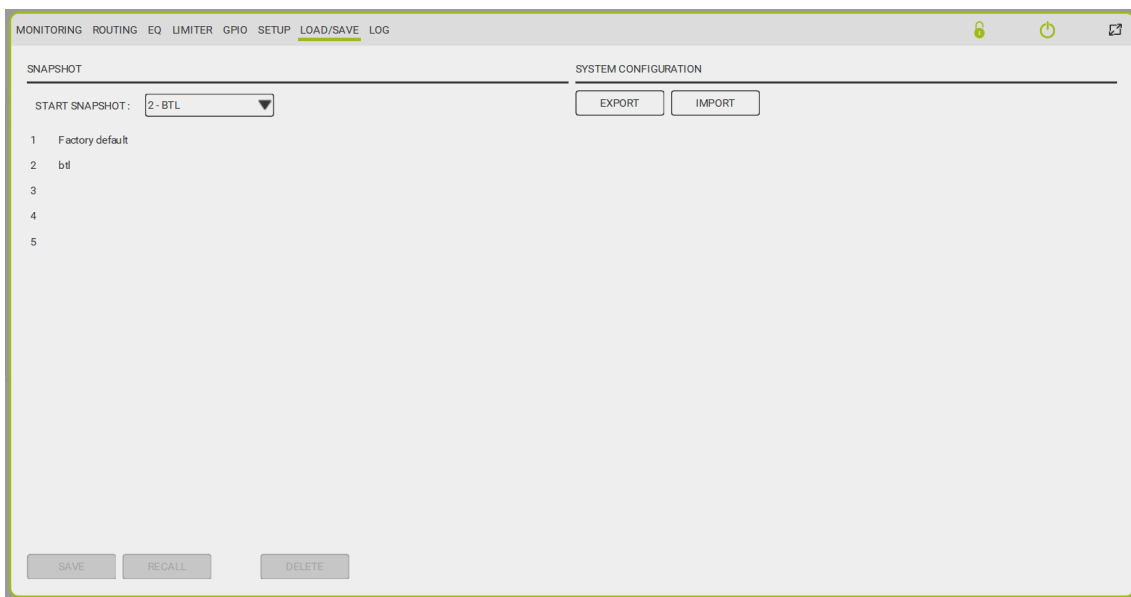 MONITORING ROUTING EQ LIMITER GPIO SETUP LOAD/SAVE LOG
SNAPSHOT
START SNAPSHOT: 2 - BTL
1 Factory default
2 btl
3
4
5
SAVE RECALL DELETE
SYSTEM CONFIGURATION
EXPORT IMPORT